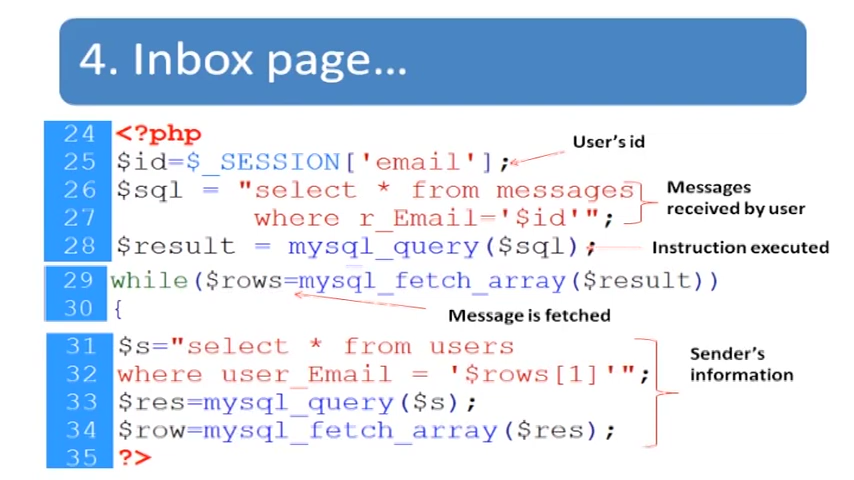 4. Inbox page…
24 <?php
25 $id=$_SESSION['email']; User's id
26 $sql = "select * from messages Messages
27 where r_Email='$id'"; received by user
28 $result = mysql_query($sql); Instruction executed
29 while($rows=mysql_fetch_array($result))
30 {
Message is fetched
31 $s="select * from users Sender's
32 where user_Email = '$rows[1]'"; information
33 $res=mysql_query($s);
34 $row=mysql_fetch_array($res);
35 ?>